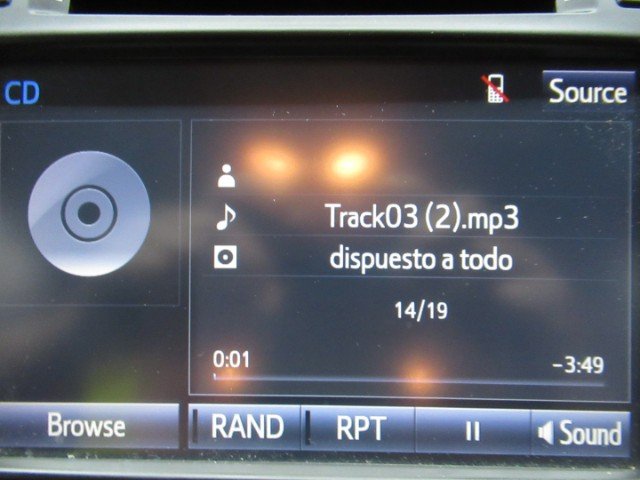 CD
Source
Track03 (2).mp3
dispuesto a todo
14/19
0:01
-3:49
Browse
RAND
RPT
Sound